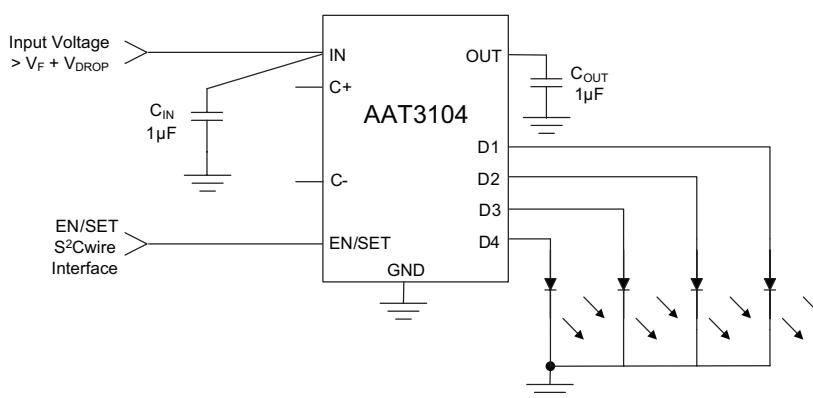 Input Voltage
> VF + VDROP
CIN
1µF
EN/SET
S²Cwire
Interface
IN
C+
C-
EN/SET
GND
AAT3104
OUT
D1
D2
D3
D4
COUT
1µF